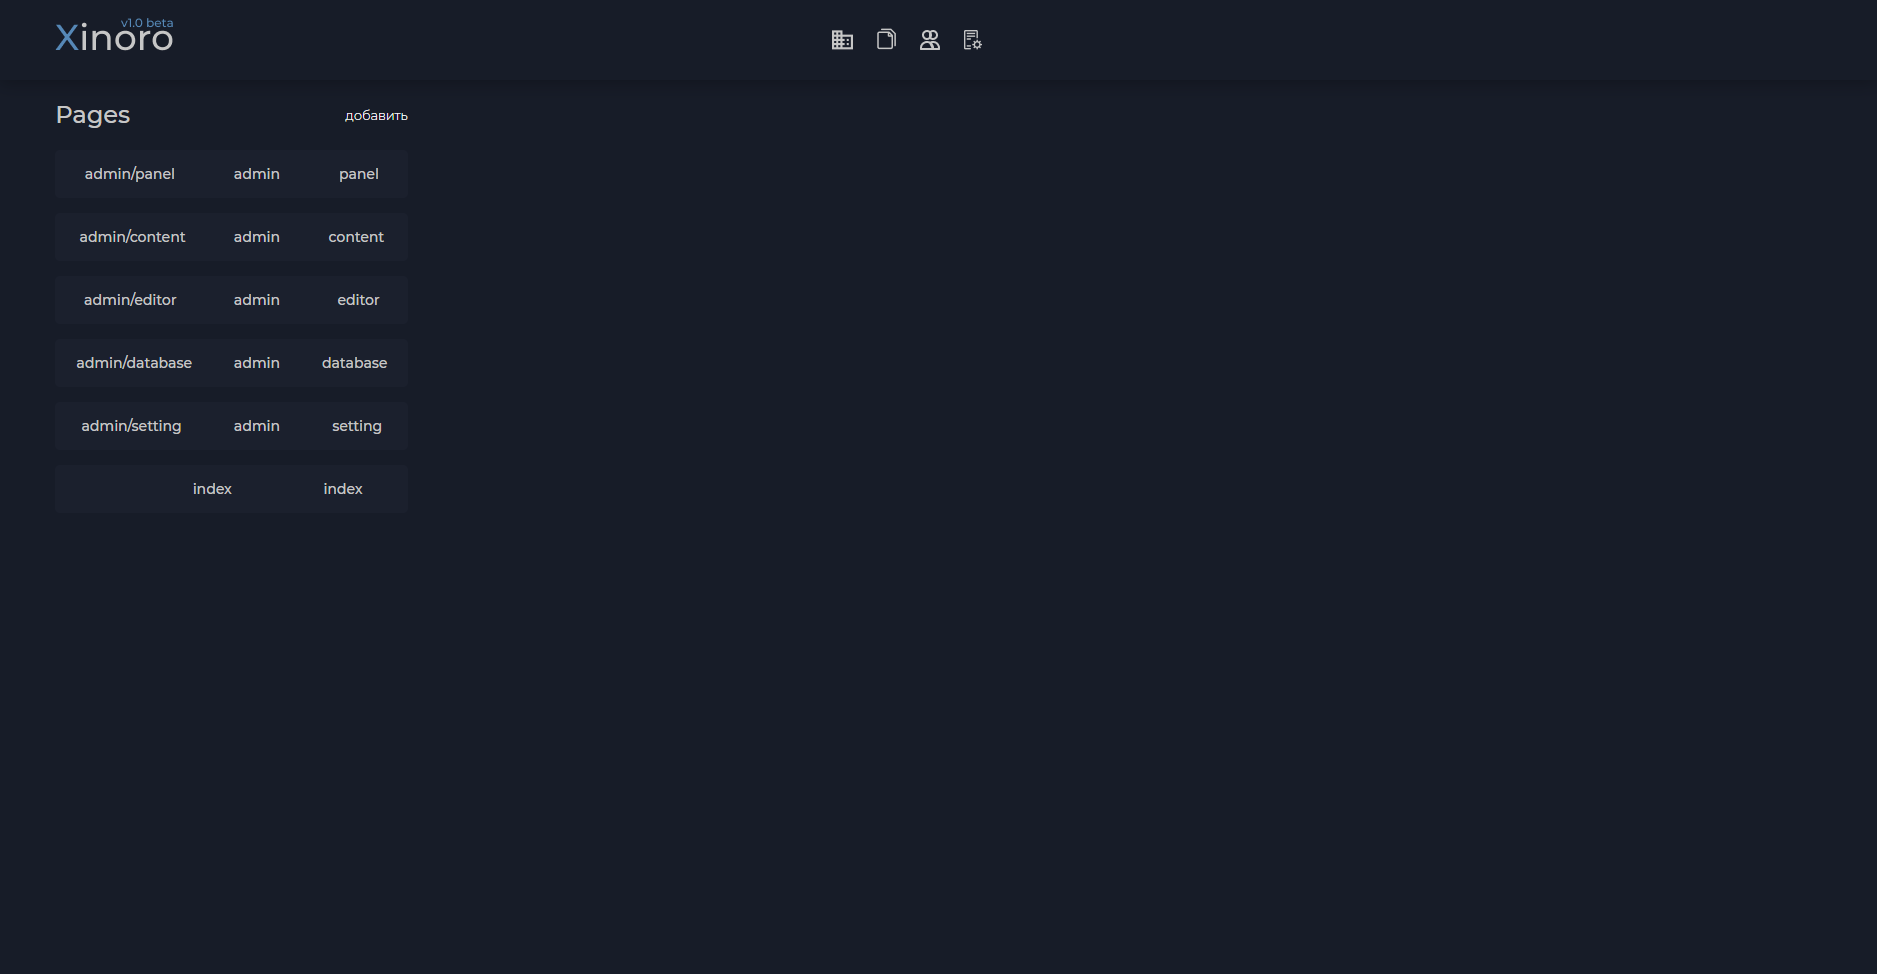 v1.0 beta
Xinoro
Pages добавить
admin/panel admin panel
admin/content admin content
admin/editor admin editor
admin/database admin database
admin/setting admin setting
index index